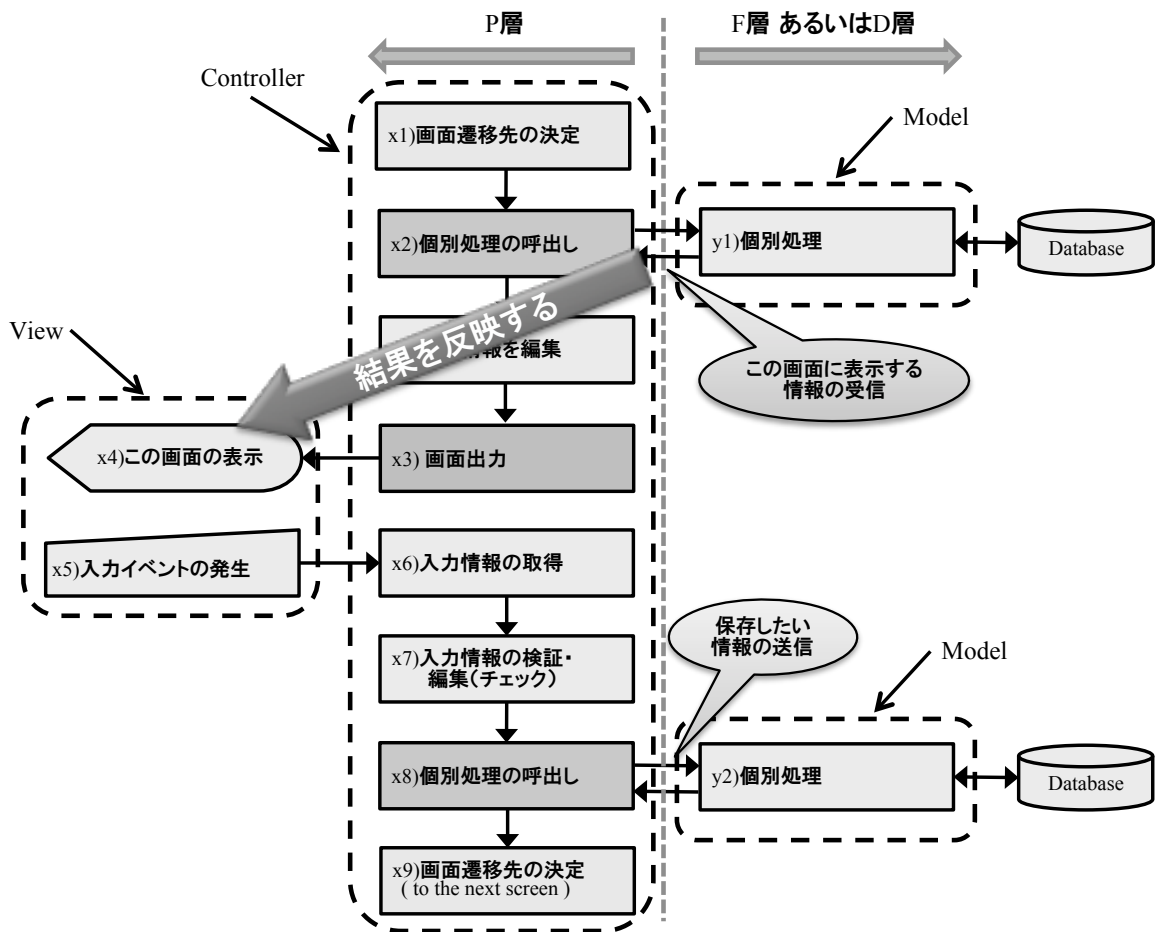 P層
F層 あるいはD層
Controller
x1)画面遷移先の決定
Model
x2)個別処理の呼出し
y1)個別処理
Database
View
結果を反映する
情報を編集
この画面に表示する
情報の受信
x4)この画面の表示
x3) 画面出力
x5)入力イベントの発生
x6)入力情報の取得
保存したい
情報の送信
x7)入力情報の検証・
編集(チェック)
Model
x8)個別処理の呼出し
y2)個別処理
Database
x9)画面遷移先の決定
( to the next screen )